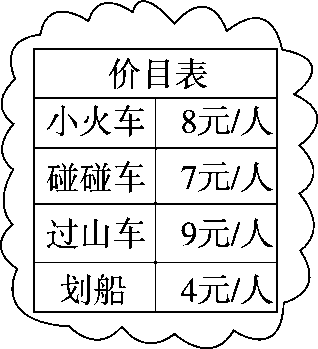 价目表
小火车 8元/人
碰碰车 7元/人
过山车 9元/人
划船 4元/人